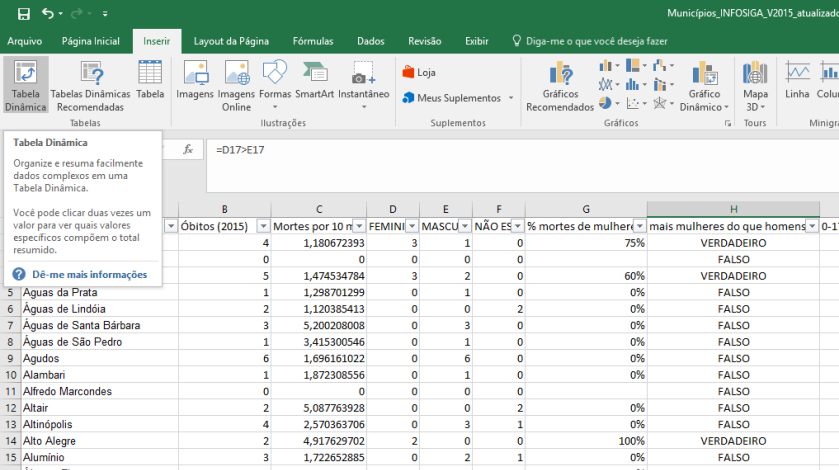 Municípios_INFOSIGA_V2015_atualizado
Arquivo Página Inicial Inserir Layout da Página Fórmulas Dados Revisão Exibir Diga-me o que você deseja fazer
Tabela Dinâmica Tabelas Dinâmicas Recomendadas Tabela Imagens Imagens Online Formas SmartArt Instantâneo Loja Meus Suplementos Gráficos Recomendados Gráfico Dinâmico Mapa 3D Linha Colu
Tabelas Ilustrações Suplementos Gráficos Tours Minigrá
Tabela Dinâmica
Organize e resuma facilmente
dados complexos em uma
Tabela Dinâmica.
Você pode clicar duas vezes um
valor para ver quais valores
específicos compõem o total
resumido.
Dê-me mais informações
fx =D17>E17
B C D E F G H
Óbitos (2015) Mortes por 10 m FEMINI MASCU NÃO ES % mortes de mulhere mais mulheres do que homens 0-17
4 1,180672393 3 1 0 75% VERDADEIRO
0 0 0 0 0 FALSO
5 1,474534784 3 2 0 60% VERDADEIRO
5 Águas da Prata 1 1,298701299 0 1 0 0% FALSO
6 Águas de Lindóia 2 1,120385413 0 0 2 0% FALSO
7 Águas de Santa Bárbara 3 5,200208008 0 3 0 0% FALSO
8 Águas de São Pedro 1 3,415300546 0 1 0 0% FALSO
9 Agudos 6 1,696161022 0 6 0 0% FALSO
10 Alambari 1 1,872308556 0 1 0 0% FALSO
11 Alfredo Marcondes 0 0 0 0 0 FALSO
12 Altair 2 5,087763928 0 0 2 0% FALSO
13 Altinópolis 4 2,570363706 0 3 1 0% FALSO
14 Alto Alegre 2 4,917629702 2 0 0 100% VERDADEIRO
15 Alumínio 3 1,722652885 0 2 1 0% FALSO